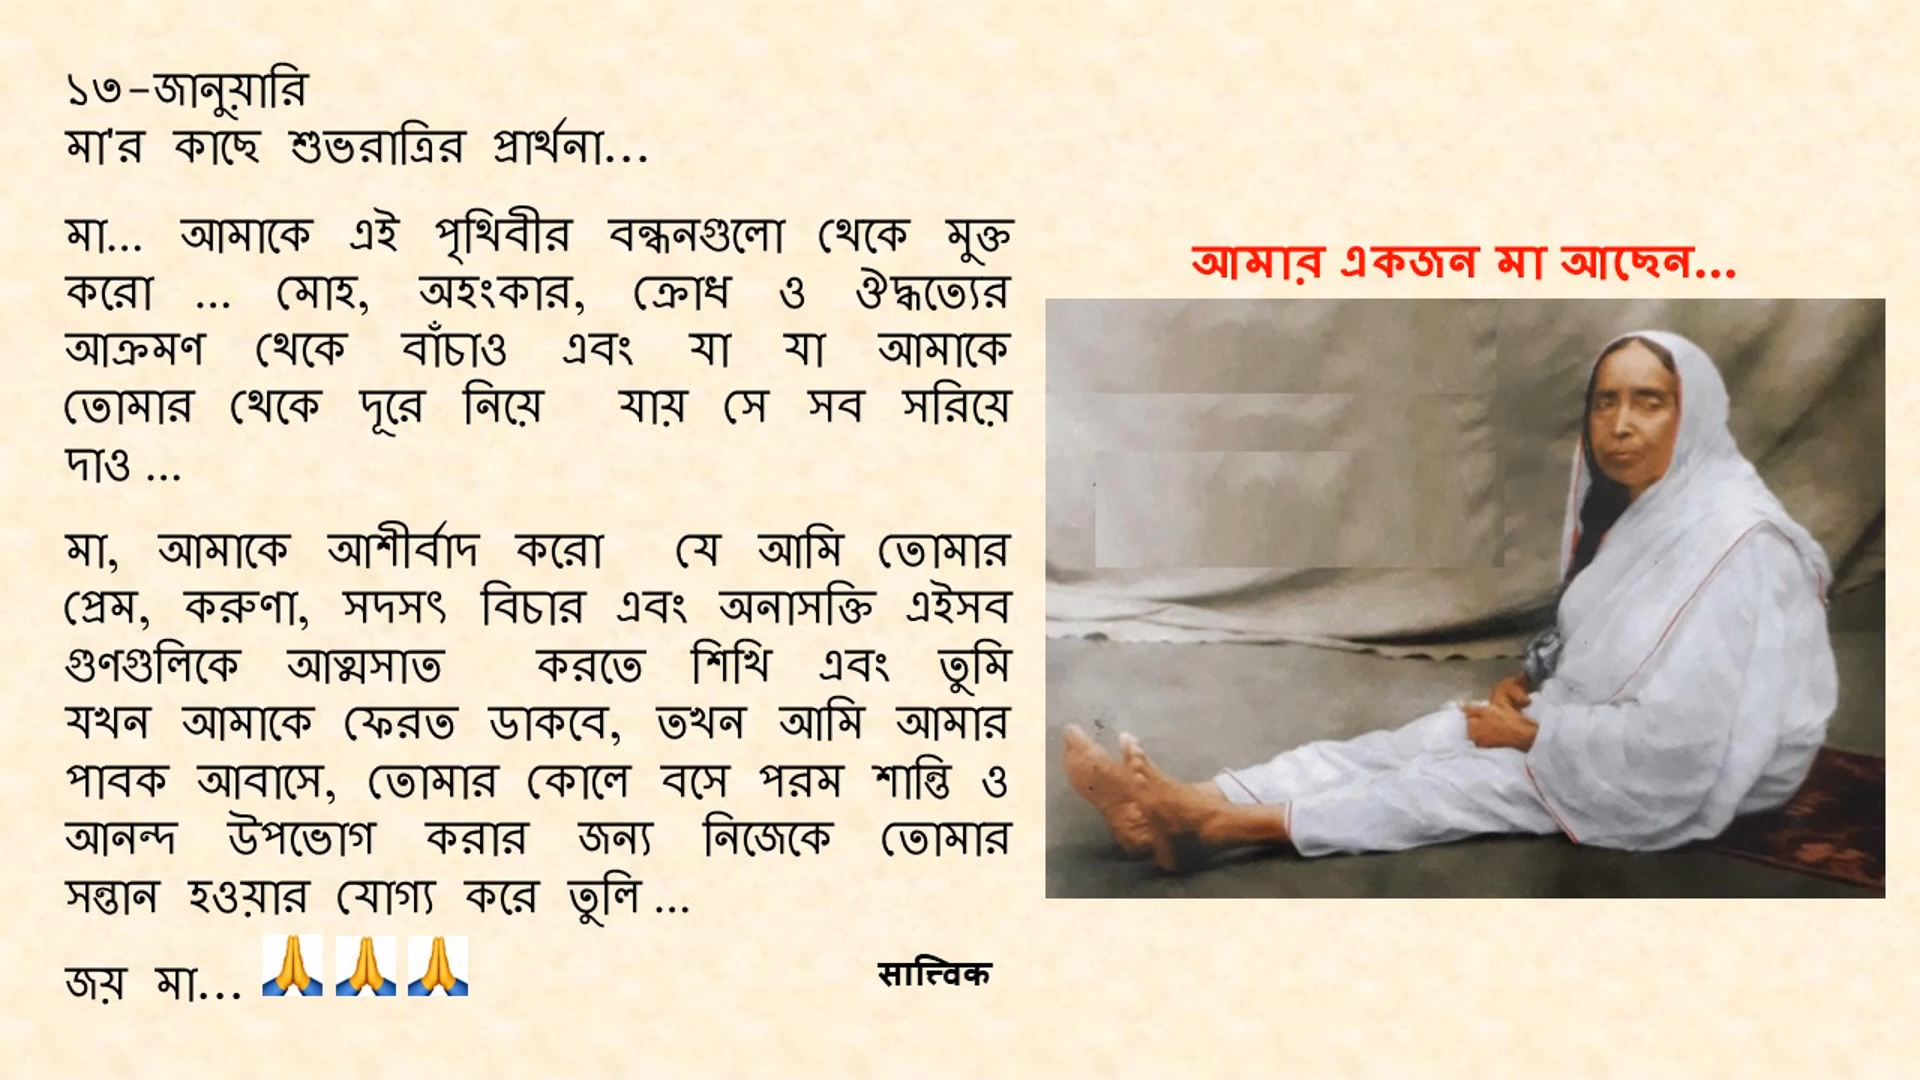 ১৩-জানুয়ারি
মা'র কাছে শুভরাত্রির প্রার্থনা...
মা... আমাকে এই পৃথিবীর বন্ধনগুলো থেকে মুক্ত
করো ... মোহ, অহংকার, ক্রোধ ও ঔদ্ধত্যের
আক্রমণ থেকে বাঁচাও এবং যা যা আমাকে
তোমার থেকে দূরে নিয়ে যায় সে সব সরিয়ে
দাও ...
মা, আমাকে আশীর্বাদ করো যে আমি তোমার
প্রেম, করুণা, সদসৎ বিচার এবং অনাসক্তি এইসব
গুণগুলিকে আত্মসাত করতে শিখি এবং তুমি
যখন আমাকে ফেরত ডাকবে, তখন আমি আমার
পাবক আবাসে, তোমার কোলে বসে পরম শান্তি ও
আনন্দ উপভোগ করার জন্য নিজেকে তোমার
সন্তান হওয়ার যোগ্য করে তুলি ...
জয় মা... 🙏 🙏 🙏
सात्त्विक
আমার একজন মা আছেন...